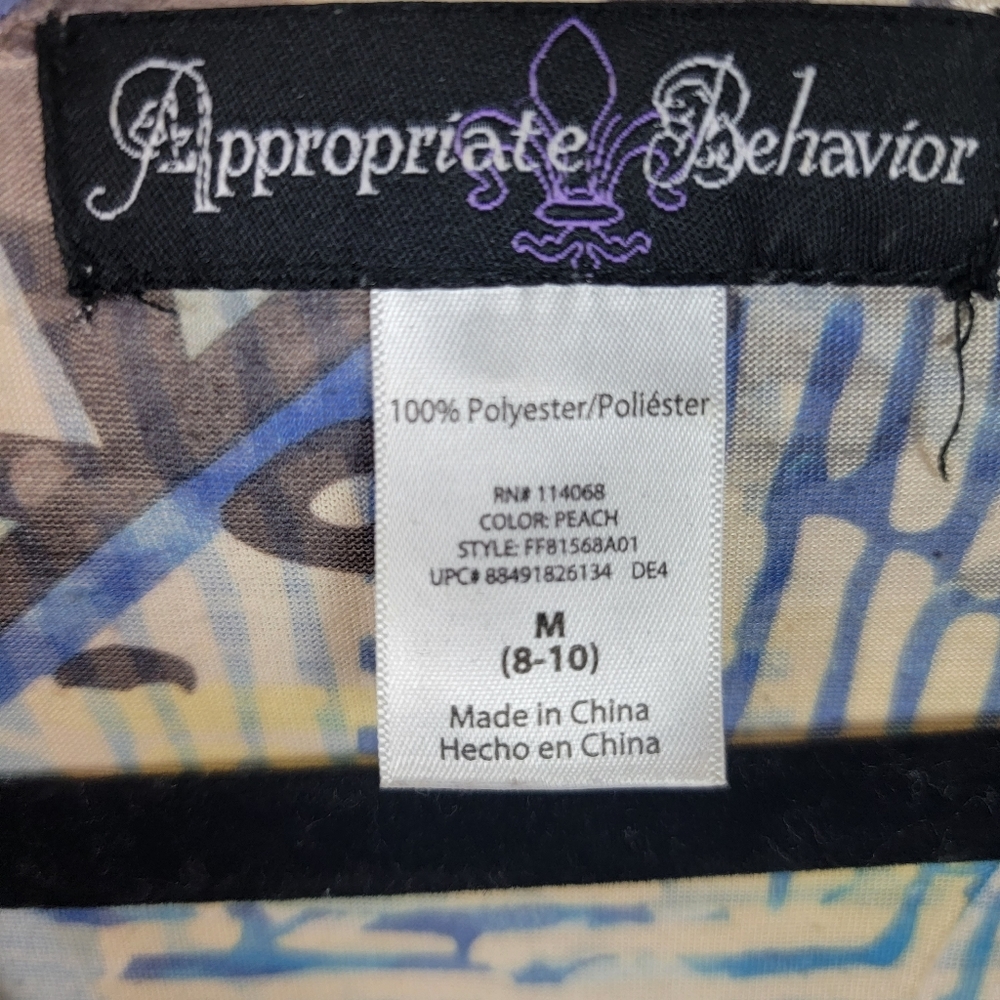 Appropriate Behavior
100% Polyester/Poliéster
RN# 114068
COLOR: PEACH
STYLE: FF81568A01
UPC# 88491826134 DE4
M
(8-10)
Made in China
Hecho en China